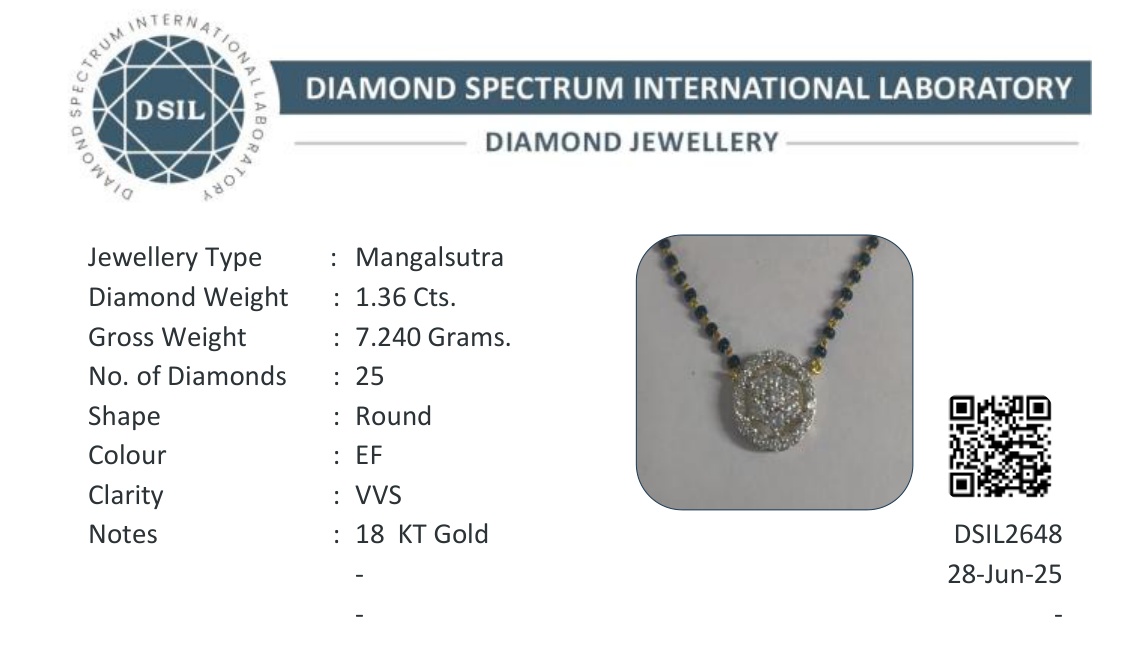 DIAMOND SPECTRUM INTERNATIONAL LABORATORY
DSIL
DIAMOND SPECTRUM INTERNATIONAL LABORATORY
DIAMOND JEWELLERY
Jewellery Type : Mangalsutra
Diamond Weight : 1.36 Cts.
Gross Weight : 7.240 Grams.
No. of Diamonds : 25
Shape : Round
Colour : EF
Clarity : VVS
Notes : 18 KT Gold
-
-
DSIL2648
28-Jun-25
-